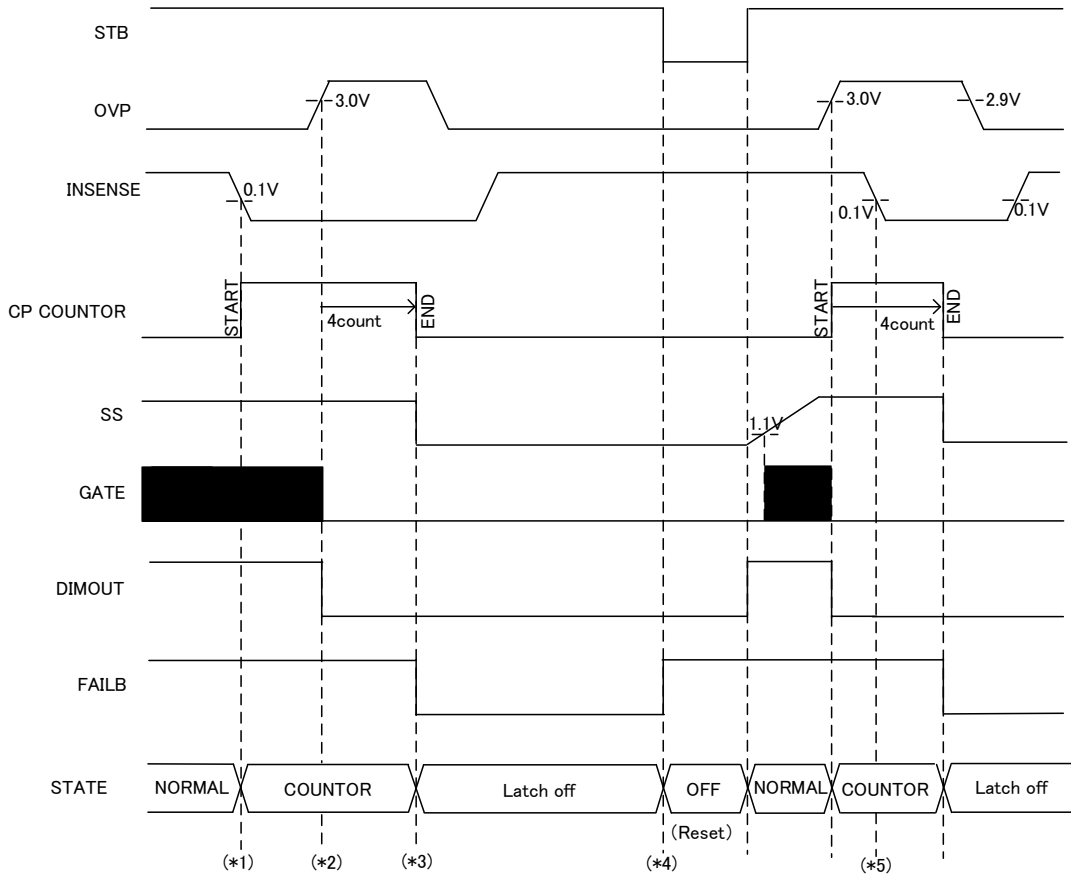 STB
OVP
3.0V
3.0V
2.9V
INSENSE
0.1V
0.1V
0.1V
CP COUNTOR
START
4count
END
START
4count
END
SS
1.1V
GATE
DIMOUT
FAILB
STATE
NORMAL
COUNTOR
Latch off
OFF
NORMAL
COUNTOR
Latch off
(Reset)
(*1)
(*2)
(*3)
(*4)
(*5)